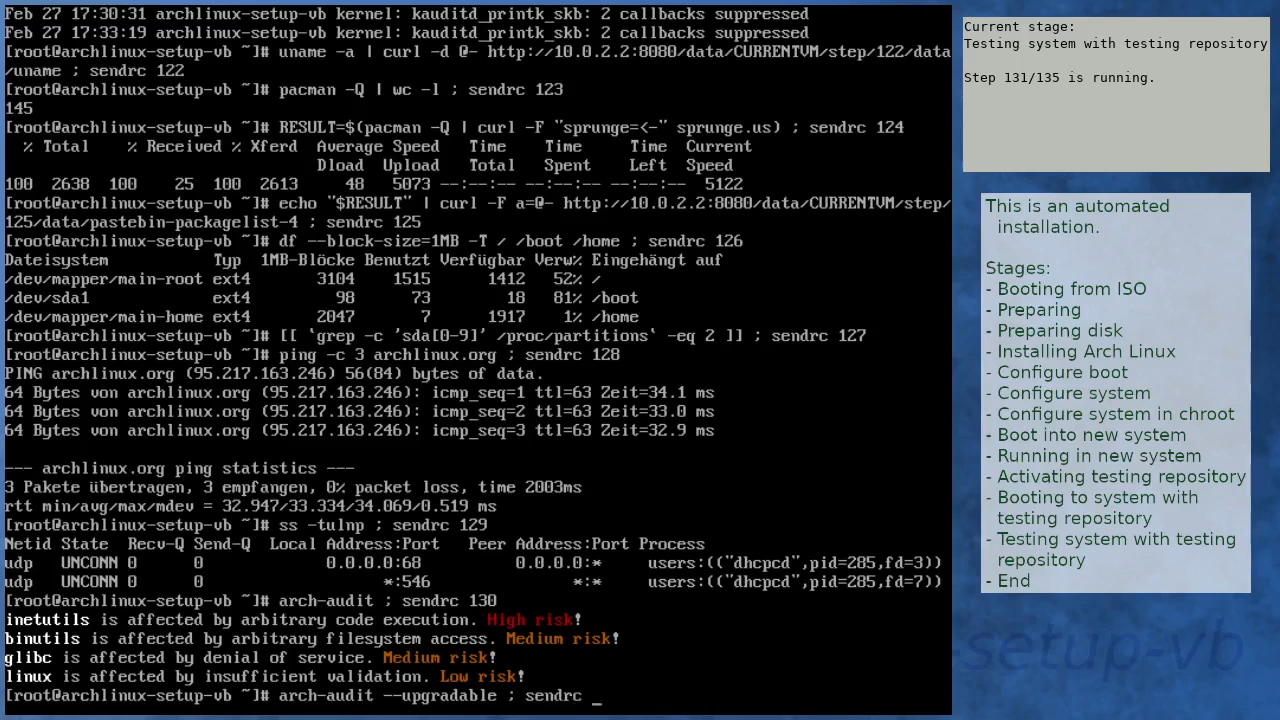 Feb 27 17:30:31 archlinux-setup-vb kernel: kauditd_printk_skb: 2 callbacks suppressed
Feb 27 17:33:19 archlinux-setup-vb kernel: kauditd_printk_skb: 2 callbacks suppressed
[root@archlinux-setup-vb ~]# uname -a | curl -d @- http://10.0.2.2:8080/data/CURRENTVM/step/122/data
/uname ; sendrc 122
[root@archlinux-setup-vb ~]# pacman -Q | wc -l ; sendrc 123
145
[root@archlinux-setup-vb ~]# RESULT=$(pacman -Q | curl -F "sprunge=<-" sprunge.us) ; sendrc 124
  % Total    % Received % Xferd  Average Speed   Time    Time     Time  Current
                                 Dload  Upload   Total   Spent    Left  Speed
100  2638  100    25  100  2613     48   5073 --:--:-- --:--:-- --:--:--  5122
[root@archlinux-setup-vb ~]# echo "$RESULT" | curl -F a=@- http://10.0.2.2:8080/data/CURRENTVM/step/
125/data/pastebin-packagelist-4 ; sendrc 125
[root@archlinux-setup-vb ~]# df --block-size=1MB -T / /boot /home ; sendrc 126
Dateisystem           Typ  1MB-Blöcke Benutzt Verfügbar Verw% Eingehängt auf
/dev/mapper/main-root ext4       3104    1515      1412   52% /
/dev/sda1             ext4         98      73        18   81% /boot
/dev/mapper/main-home ext4       2047       7      1917    1% /home
[root@archlinux-setup-vb ~]# [[ `grep -c 'sda[0-9]' /proc/partitions` -eq 2 ]] ; sendrc 127
[root@archlinux-setup-vb ~]# ping -c 3 archlinux.org ; sendrc 128
PING archlinux.org (95.217.163.246) 56(84) bytes of data.
64 Bytes von archlinux.org (95.217.163.246): icmp_seq=1 ttl=63 Zeit=34.1 ms
64 Bytes von archlinux.org (95.217.163.246): icmp_seq=2 ttl=63 Zeit=33.0 ms
64 Bytes von archlinux.org (95.217.163.246): icmp_seq=3 ttl=63 Zeit=32.9 ms
--- archlinux.org ping statistics ---
3 Pakete übertragen, 3 empfangen, 0% packet loss, time 2003ms
rtt min/avg/max/mdev = 32.947/33.334/34.069/0.519 ms
[root@archlinux-setup-vb ~]# ss -tulnp ; sendrc 129
Netid State  Recv-Q Send-Q  Local Address:Port   Peer Address:Port Process
udp   UNCONN 0      0             0.0.0.0:68          0.0.0.0:*     users:(("dhcpcd",pid=285,fd=3))
udp   UNCONN 0      0                   *:546               *:*     users:(("dhcpcd",pid=285,fd=7))
[root@archlinux-setup-vb ~]# arch-audit ; sendrc 130
inetutils is affected by arbitrary code execution. High risk!
binutils is affected by arbitrary filesystem access. Medium risk!
glibc is affected by denial of service. Medium risk!
linux is affected by insufficient validation. Low risk!
[root@archlinux-setup-vb ~]# arch-audit --upgradable ; sendrc _
Current stage:
Testing system with testing repository
Step 131/135 is running.
This is an automated
installation.
Stages:
- Booting from ISO
- Preparing
- Preparing disk
- Installing Arch Linux
- Configure boot
- Configure system
- Configure system in chroot
- Boot into new system
- Running in new system
- Activating testing repository
- Booting to system with
testing repository
- Testing system with testing
repository
- End
-setup-vb